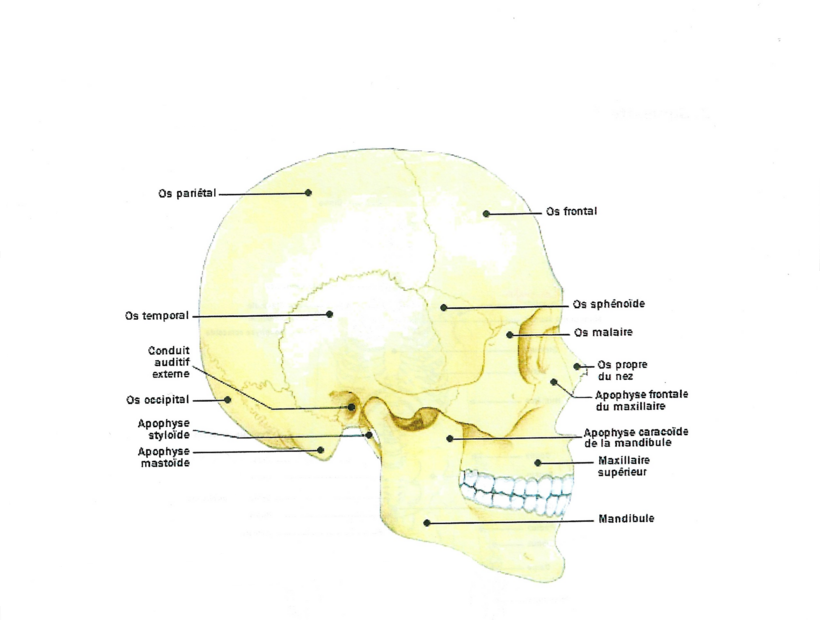 Os pariétal
Os frontal
Os sphénoïde
Os temporal
Os malaire
Conduit
auditif
externe
Os propre
du nez
Os occipital
Apophyse frontale
du maxillaire
Apophyse
styloïde
Apophyse caracoïde
de la mandibule
Apophyse
mastoïde
Maxillaire
supérieur
Mandibule